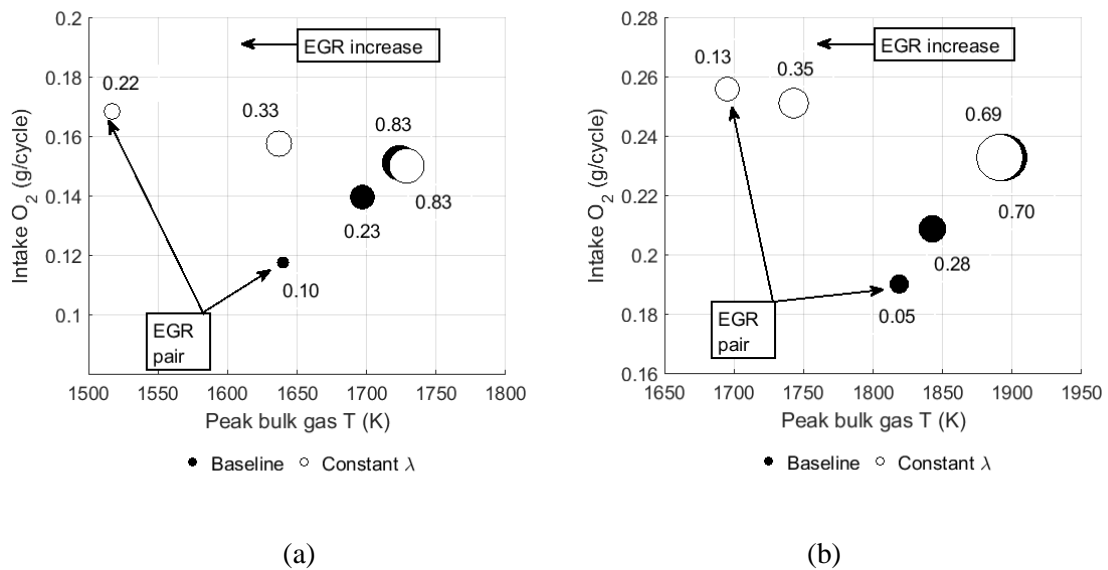 0.2
0.18
0.16
0.14
0.12
0.1
Intake O2 (g/cycle)
EGR increase
0.22
0.33
0.83
0.83
0.23
0.10
EGR
pair
1500 1550 1600 1650 1700 1750 1800
Peak bulk gas T (K)
Baseline Constant λ
(a)
0.28
0.26
0.24
0.22
0.2
0.18
0.16
Intake O2 (g/cycle)
EGR increase
0.13
0.35
0.69
0.70
0.28
0.05
EGR
pair
1650 1700 1750 1800 1850 1900 1950
Peak bulk gas T (K)
Baseline Constant λ
(b)